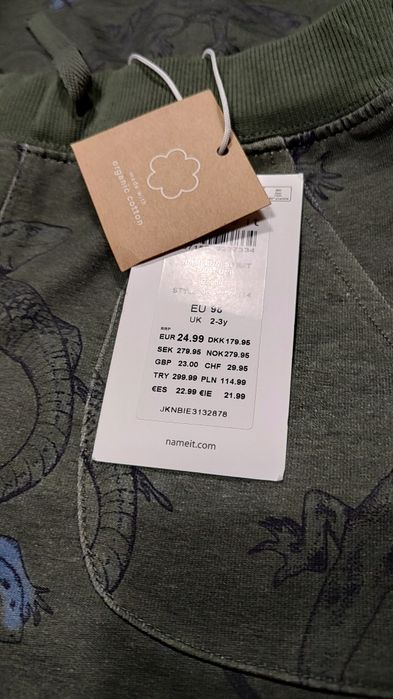 made with
organic cotton
EU 98
UK 2-3y
RRP
EUR 24.99 DKK 179.95
SEK 279.95 NOK 279.95
GBP 23.00 CHF 29.95
TRY 299.99 PLN 114.99
€ES 22.99 €IE 21.99
JKNBIE3132878
nameit.com